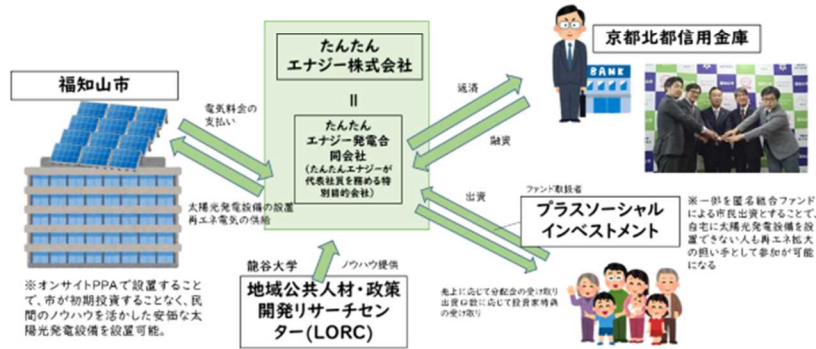 福知山市
電気料金の
支払い
太陽光発電設備の設置
再エネ電気の供給
※オンサイトPPAで設置すること
で、市が初期投資することなく、民
間のノウハウを活かした安価な太
陽光発電設備を設置可能。
たんたん
エナジー株式会社
=
たんたん
エナジー発電合
同会社
(たんたんエナジーが
代表社員を務める特
別目的会社)
龍谷大学
ノウハウ提供
地域公共人材・政策
開発リサーチセン
ター(LORC)
返済
融資
京都北都信用金庫
BANK
出資
ファンド取扱者
プラスソーシャル
インベストメント
※一部を匿名組合ファンド
による市民出資とすることで、
自宅に太陽光発電設備を設
置できない人も再エネ拡大
の担い手として参加が可能
になる
売上に応じて分配金の受け取り
出資口数に応じて投資家特典
の受け取り